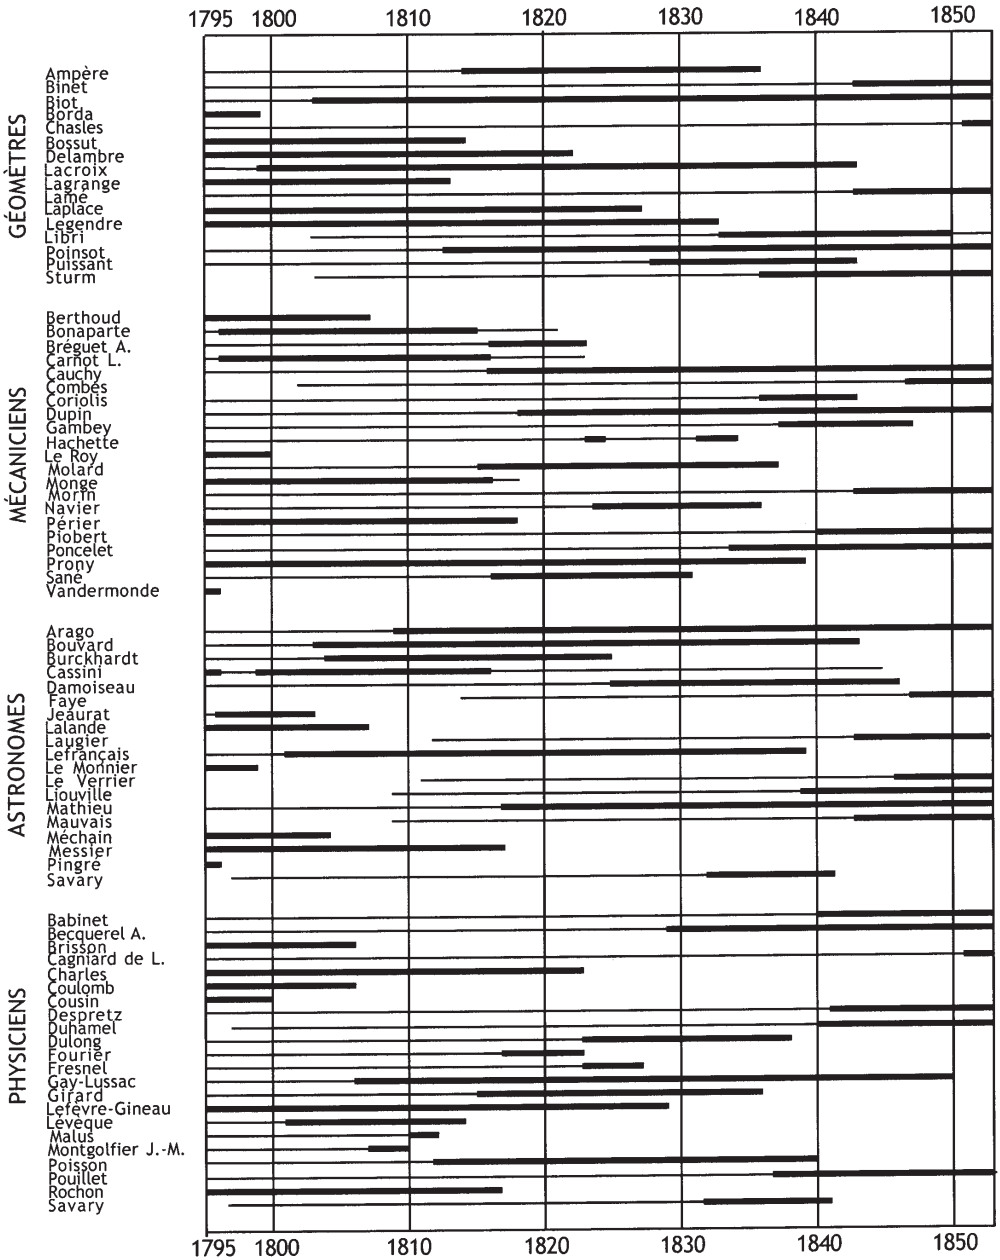 1795 1800 1810 1820 1830 1840 1850
GÉOMÈTRES
Ampère
Binet
Biot
Borda
Chasles
Bossut
Delambre
Lacroix
Lagrange
Lamé
Laplace
Legendre
Libri
Poinsot
Puissant
Sturm
MÉCANICIENS
Berthoud
Bonaparte
Bréguet A.
Carnot L.
Cauchy
Combes
Coriolis
Dupin
Gambey
Hachette
Le Roy
Molard
Monge
Morin
Navier
Périer
Piobert
Poncelet
Prony
Sané
Vandermonde
ASTRONOMES
Arago
Bouvard
Burckhardt
Cassini
Damoiseau
Faye
Jeaurat
Lalande
Laugier
Lefrançais
Le Monnier
Le Verrier
Liouville
Mathieu
Mauvais
Méchain
Messier
Pingré
Savary
PHYSICIENS
Babinet
Becquerel A.
Brisson
Cagniard de L.
Charles
Coulomb
Cousin
Despretz
Duhamel
Dulong
Fourier
Fresnel
Gay-Lussac
Girard
Lefèvre-Gineau
Lévèque
Malus
Montgolfier J.-M.
Poisson
Pouillet
Rochon
Savary
1795 1800 1810 1820 1830 1840 1850